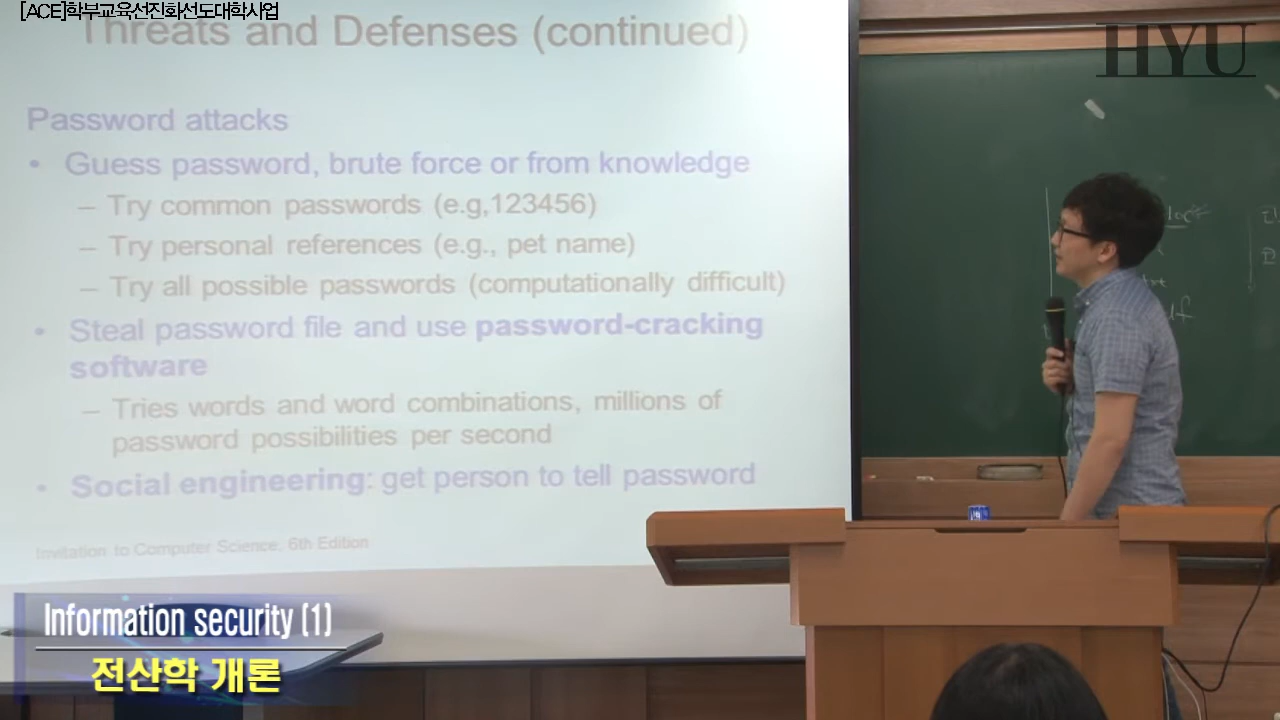 [ACE]학부교육선진화선도대학사업
Threats and Defenses (continued)
HYU
Password attacks
• Guess password, brute force or from knowledge
– Try common passwords (e.g,123456)
– Try personal references (e.g., pet name)
– Try all possible passwords (computationally difficult)
• Steal password file and use password-cracking
software
– Tries words and word combinations, millions of
password possibilities per second
• Social engineering: get person to tell password
Invitation to Computer Science, 6th Edition
Information security (1)
전산학 개론